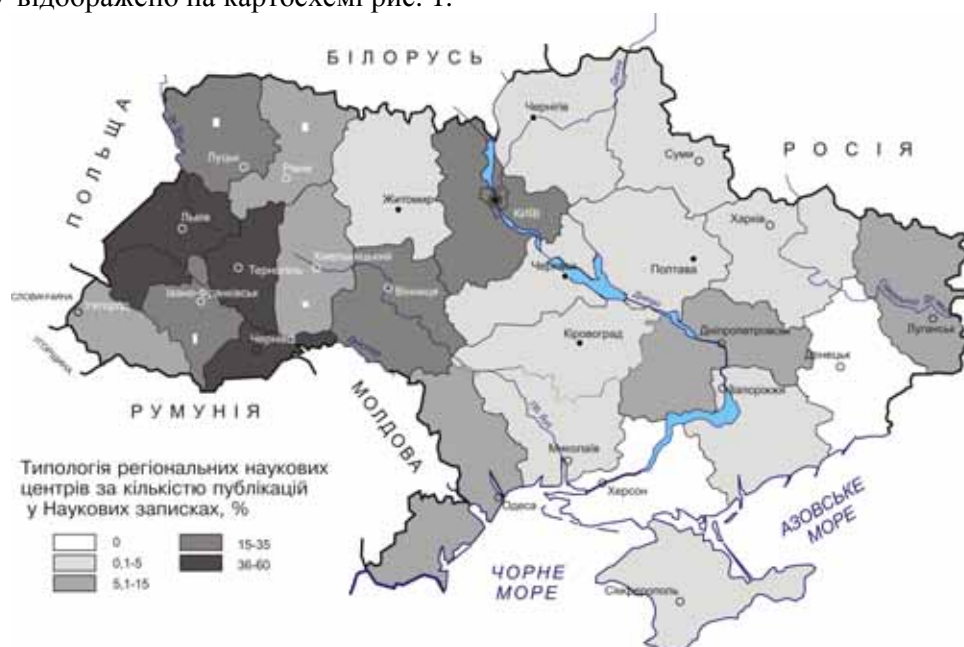 відображено на картосхемі рис. 1.
БІЛОРУСЬ
ПОЛЬЩА
РОСІЯ
Чернігів
Суми
Луцьк
Рівне
Житомир
КИЇВ
Львів
Харків
Тернопіль
Хмельницький
Полтава
Черкаси
Вінниця
Івано-Франковськ
СЛОВАЧЧИНА
Ужгород
УГОРЩИНА
Луганськ
Дніпропетровськ
Кіровоград
Донецьк
Чернівці
Запоріжжя
РУМУНІЯ
МОЛДОВА
Миколаїв
Херсон
Одеса
АЗОВСЬКЕ
МОРЕ
ЧОРНЕ
МОРЕ
Сімферополь
Типологія регіональних наукових
центрів за кількістю публікацій
у Наукових записках, %
0
0,1-5
5,1-15
15-35
36-60